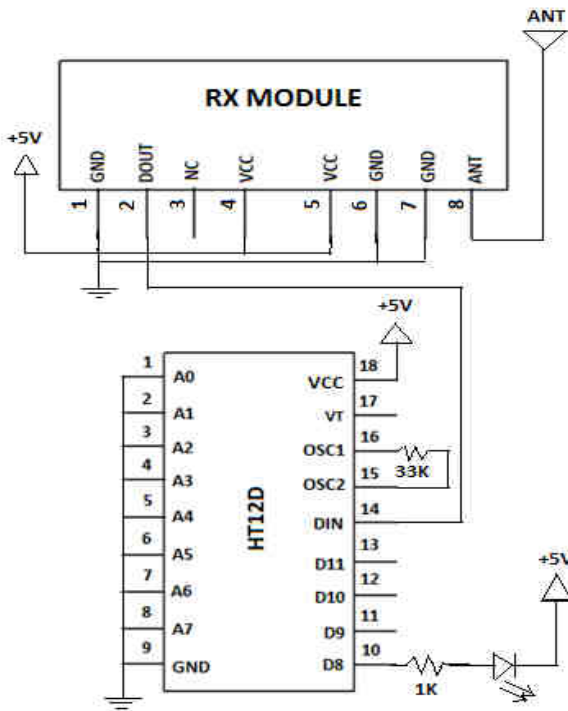 ANT
RX MODULE
+5V
GND DOUT NC VCC VCC GND GND ANT
1 2 3 4 5 6 7 8
+5V
1 A0
2 A1
3 A2
4 A3
5 A4
6 A5
7 A6
8 A7
9 GND
HT12D
18 VCC
17 VT
16 OSC1
33K
15 OSC2
14 DIN
13 D11
12 D10
11 D9
10 D8
1K
+5V